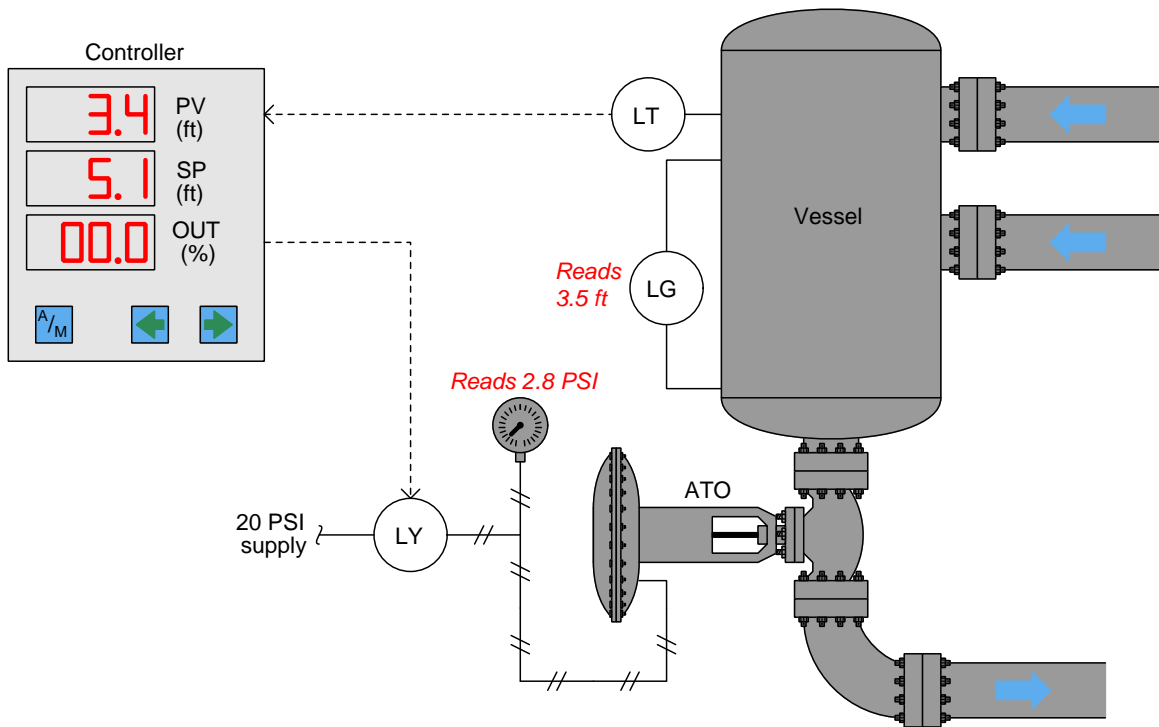 Controller
3.4 PV
(ft)
5.1 SP
(ft)
00.0 OUT
(%)
A/M
LT
Vessel
Reads
3.5 ft
LG
Reads 2.8 PSI
ATO
20 PSI
supply
LY